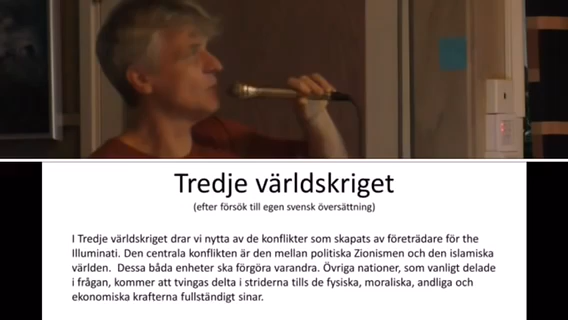 Tredje världskriget
(efter försök till egen svensk översättning)
I Tredje världskriget drar vi nytta av de konflikter som skapats av företrädare för the
Illuminati. Den centrala konflikten är den mellan politiska Zionismen och den islamiska
världen.  Dessa båda enheter ska förgöra varandra. Övriga nationer, som vanligt delade
i frågan, kommer att tvingas delta i striderna tills de fysiska, moraliska, andliga och
ekonomiska krafterna fullständigt sinar.